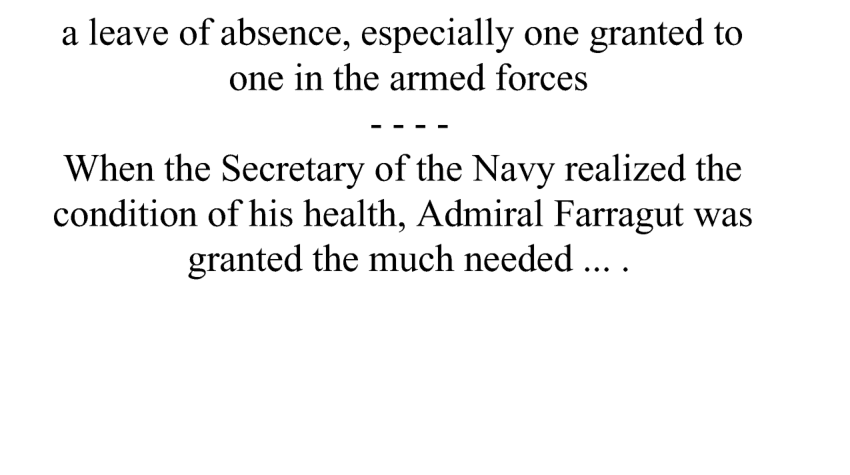 a leave of absence, especially one granted to
one in the armed forces
- - - -
When the Secretary of the Navy realized the
condition of his health, Admiral Farragut was
granted the much needed ... .